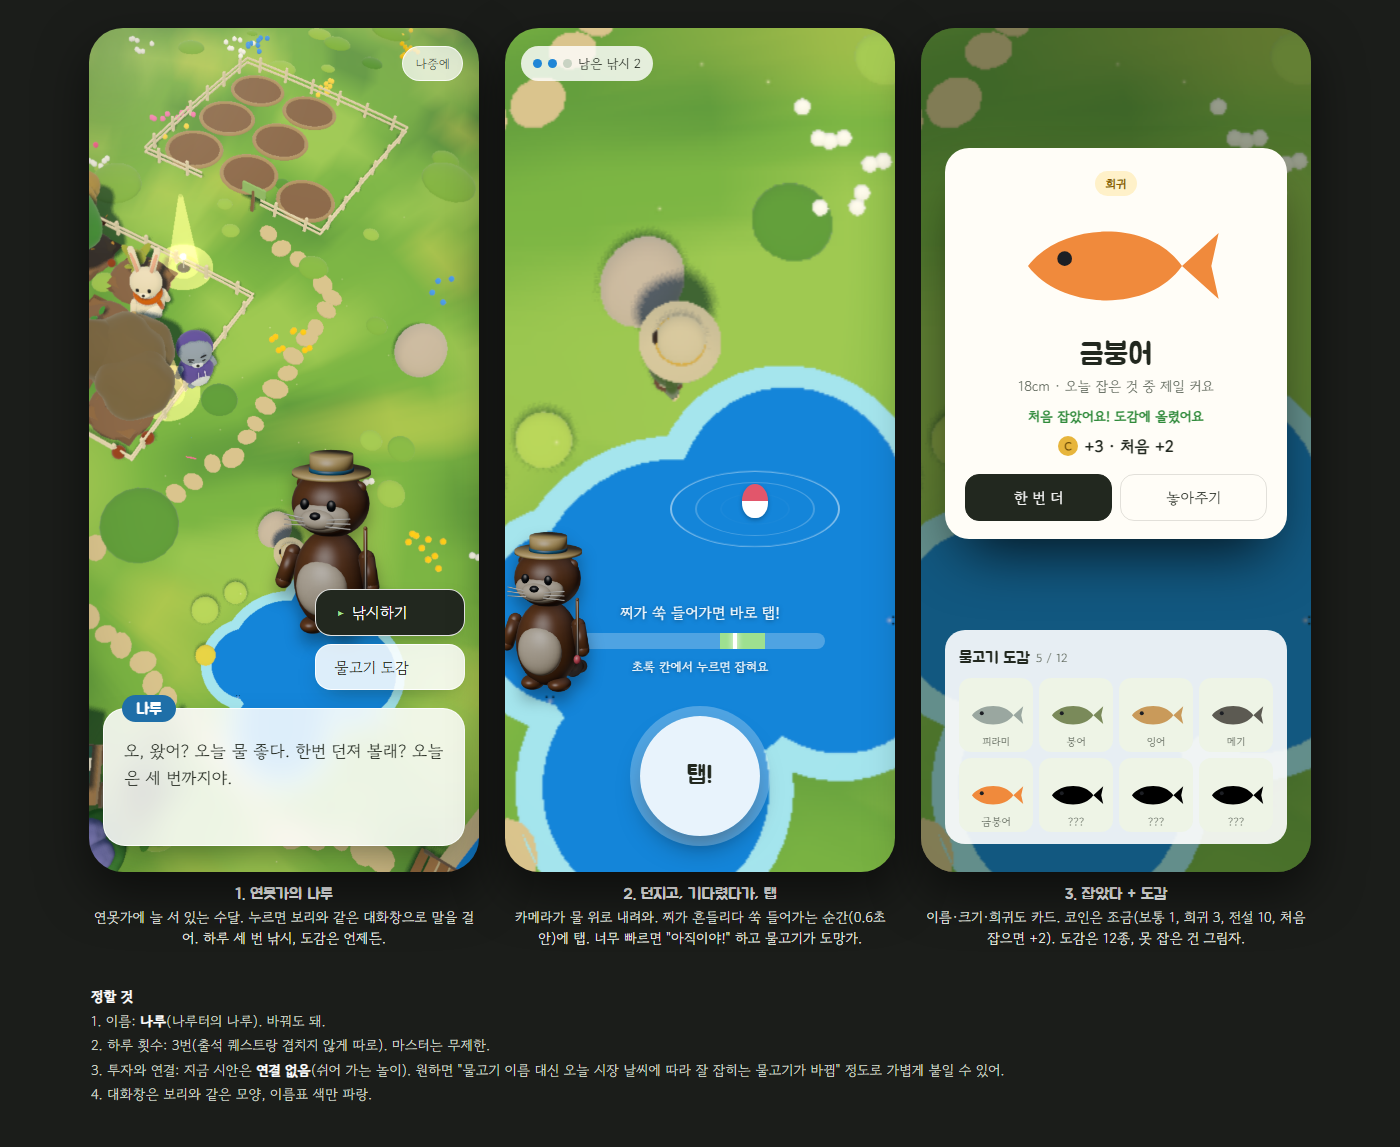 나중에
낚시하기
물고기 도감
나루
오, 왔어? 오늘 물 좋다. 한번 던져 볼래? 오늘
은 세 번까지야.
1. 연못가의 나루
연못가에 늘 서 있는 수달. 누르면 보리와 같은 대화창으로 말을 걸
어. 하루 세 번 낚시, 도감은 언제든.
남은 낚시 2
찌가 쑥 들어가면 바로 탭!
초록 칸에서 누르면 잡혀요
탭!
2. 던지고, 기다렸다가, 탭
카메라가 물 위로 내려와. 찌가 흔들리다 쑥 들어가는 순간(0.6초
안)에 탭. 너무 빠르면 "아직이야!" 하고 물고기가 도망가.
희귀
금붕어
18cm · 오늘 잡은 것 중 제일 커요
처음 잡았어요! 도감에 올렸어요
C +3 · 처음 +2
한 번 더
놓아주기
물고기 도감 5 / 12
피라미 붕어 잉어 메기
금붕어 ??? ??? ???
3. 잡았다 + 도감
이름·크기·희귀도 카드. 코인은 조금(보통 1, 희귀 3, 전설 10, 처음
잡으면 +2). 도감은 12종, 못 잡은 건 그림자.
정할 것
1. 이름: 나루(나루터의 나루). 바꿔도 돼.
2. 하루 횟수: 3번(출석 퀘스트랑 겹치지 않게 따로). 마스터는 무제한.
3. 투자와 연결: 지금 시안은 연결 없음(쉬어 가는 놀이). 원하면 "물고기 이름 대신 오늘 시장 날씨에 따라 잘 잡히는 물고기가 바뀜" 정도로 가볍게 붙일 수 있어.
4. 대화창은 보리와 같은 모양, 이름표 색만 파랑.